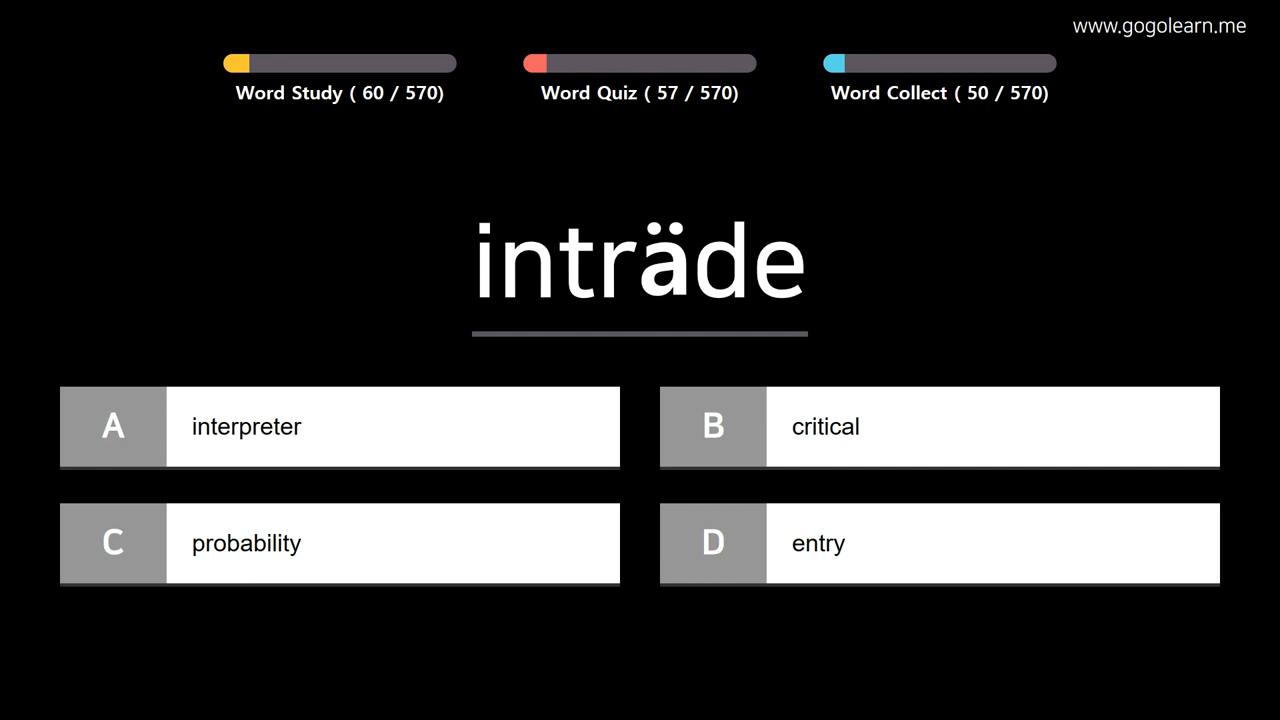 www.gogolearn.me
Word Study ( 60 / 570)
Word Quiz ( 57 / 570)
Word Collect ( 50 / 570)
inträde
A interpreter
B critical
C probability
D entry